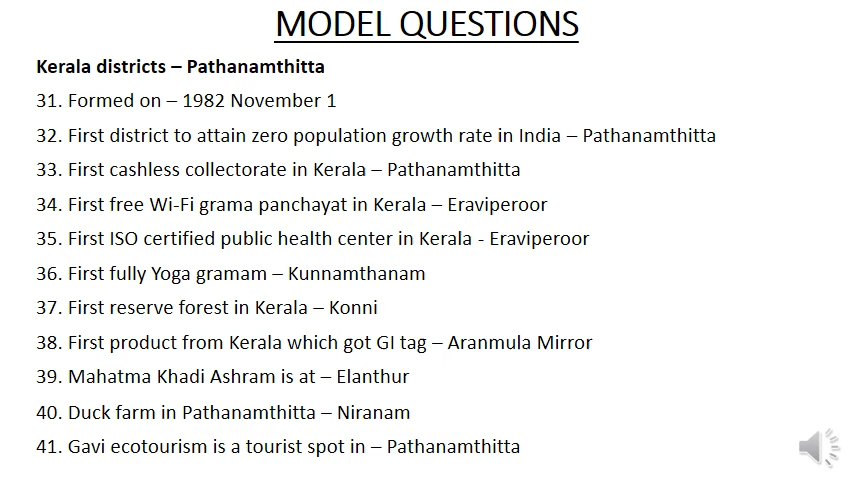 MODEL QUESTIONS
Kerala districts – Pathanamthitta
31. Formed on – 1982 November 1
32. First district to attain zero population growth rate in India – Pathanamthitta
33. First cashless collectorate in Kerala – Pathanamthitta
34. First free Wi-Fi grama panchayat in Kerala – Eraviperoor
35. First ISO certified public health center in Kerala - Eraviperoor
36. First fully Yoga gramam – Kunnamthanam
37. First reserve forest in Kerala – Konni
38. First product from Kerala which got GI tag – Aranmula Mirror
39. Mahatma Khadi Ashram is at – Elanthur
40. Duck farm in Pathanamthitta – Niranam
41. Gavi ecotourism is a tourist spot in – Pathanamthitta